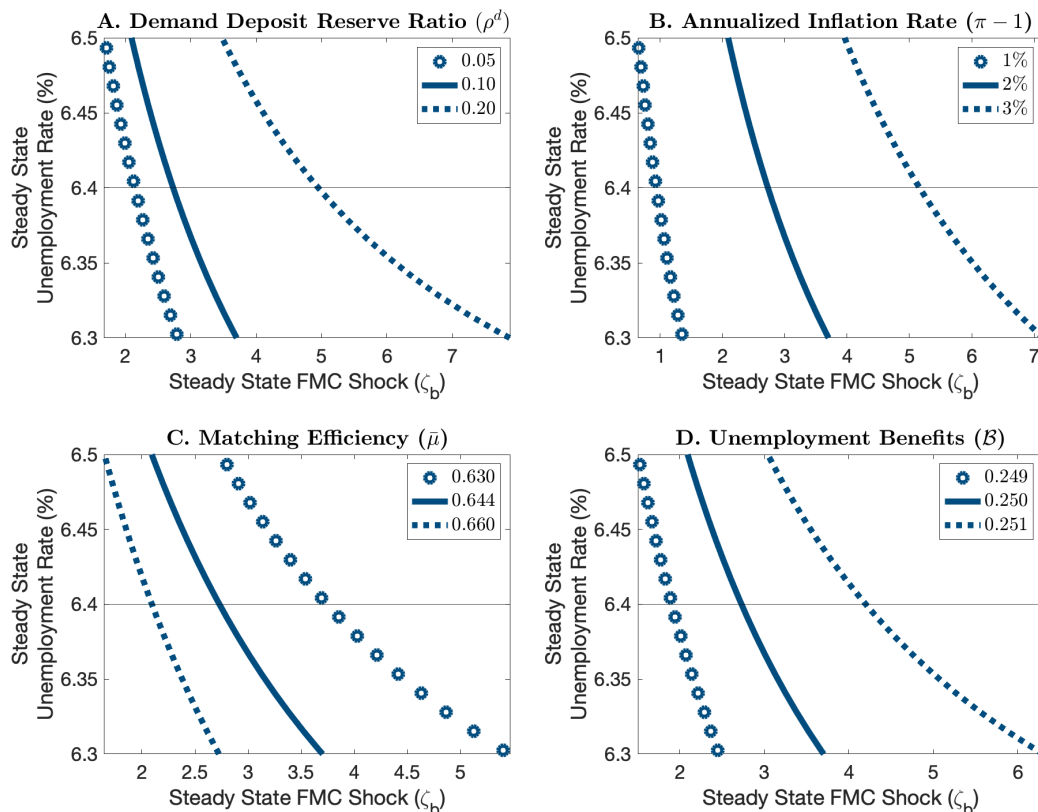 A. Demand Deposit Reserve Ratio (ρᵈ)
6.5
6.45
6.4
6.35
6.3
Steady State
Unemployment Rate (%)
0.05
0.10
0.20
2 3 4 5 6 7
Steady State FMC Shock (ζ_b)
B. Annualized Inflation Rate (π − 1)
6.5
6.45
6.4
6.35
6.3
Steady State
Unemployment Rate (%)
1%
2%
3%
1 2 3 4 5 6 7
Steady State FMC Shock (ζ_b)
C. Matching Efficiency (μ̄)
6.5
6.45
6.4
6.35
6.3
Steady State
Unemployment Rate (%)
0.630
0.644
0.660
2 2.5 3 3.5 4 4.5 5
Steady State FMC Shock (ζ_b)
D. Unemployment Benefits (ℬ)
6.5
6.45
6.4
6.35
6.3
Steady State
Unemployment Rate (%)
0.249
0.250
0.251
2 3 4 5 6
Steady State FMC Shock (ζ_b)